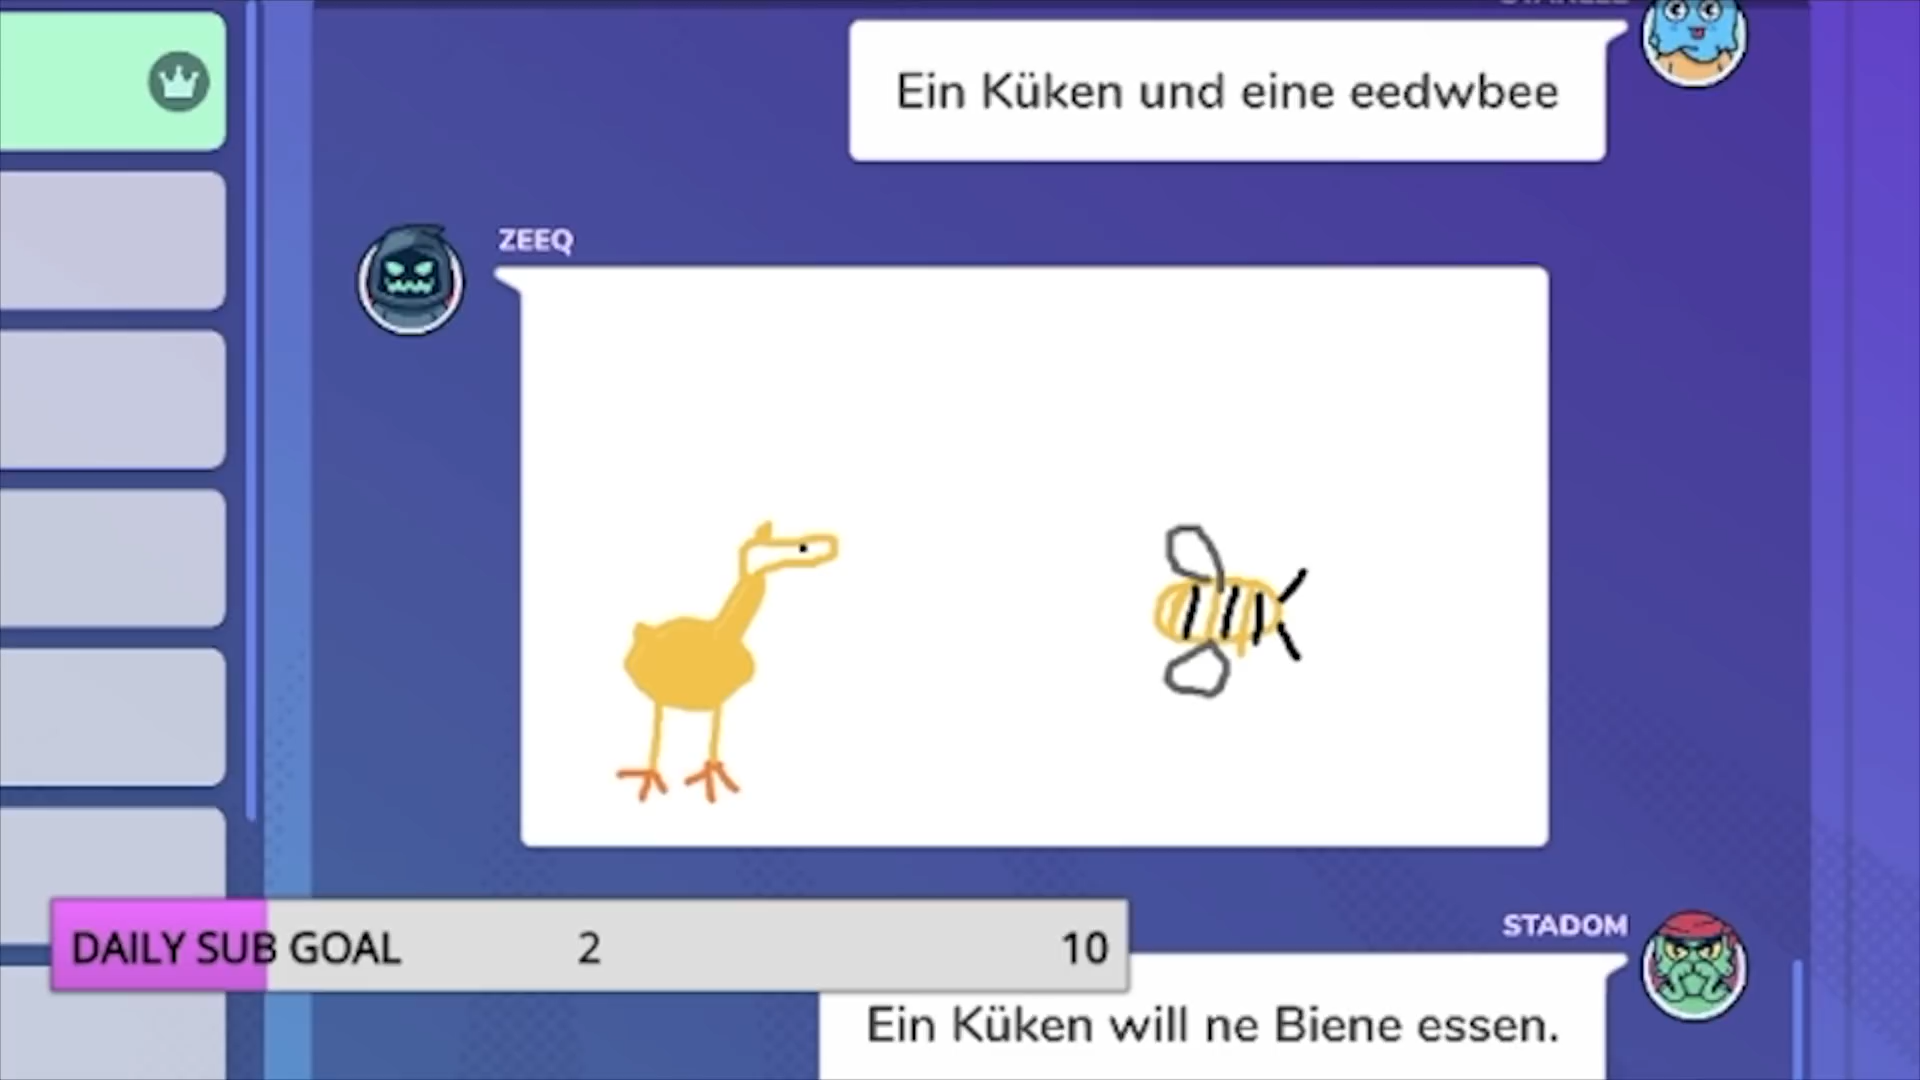 Ein Küken und eine eedwbee
ZEEQ
STADOM
DAILY SUB GOAL 2 10
Ein Küken will ne Biene essen.